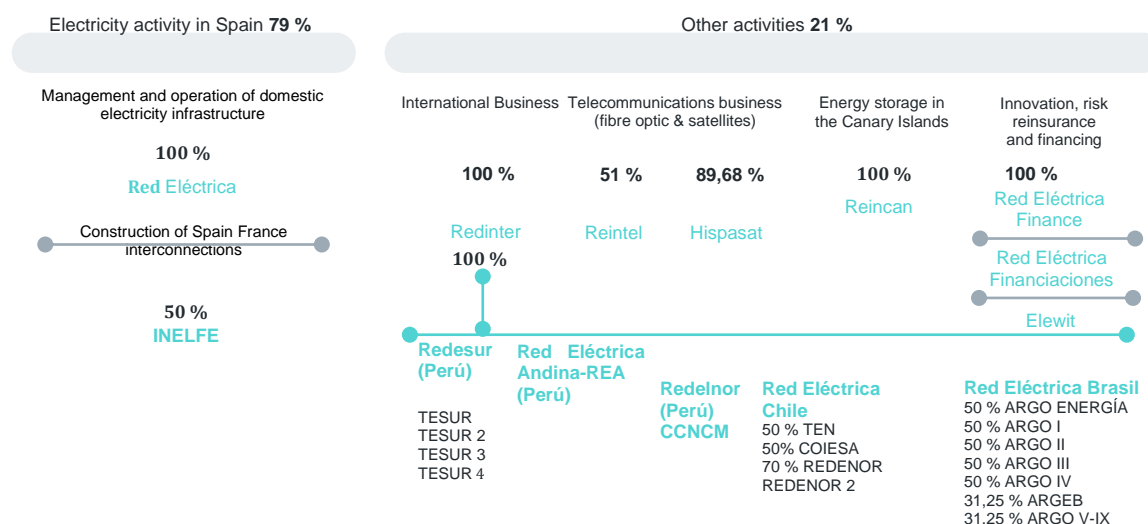 Electricity activity in Spain 79 %
Other activities 21 %
Management and operation of domestic
electricity infrastructure
100 %
Red Eléctrica
Construction of Spain France
interconnections
50 %
INELFE
International Business
100 %
Redinter
100 %
Telecommunications business
(fibre optic & satellites)
51 %
Reintel
89,68 %
Hispasat
Energy storage in
the Canary Islands
100 %
Reincan
Innovation, risk
reinsurance
and financing
100 %
Red Eléctrica
Finance
Red Eléctrica
Financiaciones
Elewit
Redesur
(Perú)
TESUR
TESUR 2
TESUR 3
TESUR 4
Red Eléctrica
Andina-REA
(Perú)
Redelnor
(Perú)
CCNCM
Red Eléctrica
Chile
50 % TEN
50% COIESA
70 % REDENOR
REDENOR 2
Red Eléctrica Brasil
50 % ARGO ENERGÍA
50 % ARGO I
50 % ARGO II
50 % ARGO III
50 % ARGO IV
31,25 % ARGEB
31,25 % ARGO V-IX